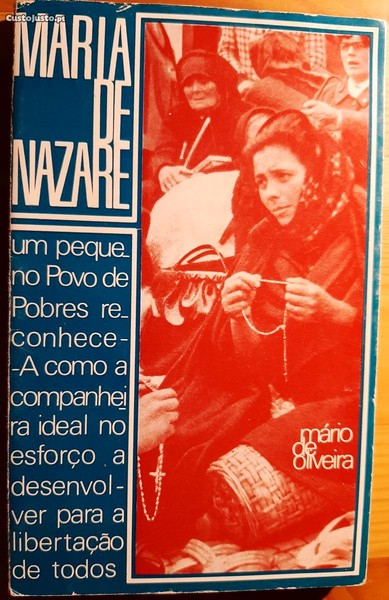 CustoJusto.pt
MARIA
DE
NAZARÉ
um peque_
no Povo de
Pobres re_
conhece-
-A como a
companhei
ra ideal no
esforço a
desenvol-
ver para a
libertação
de todos
mário
de
oliveira